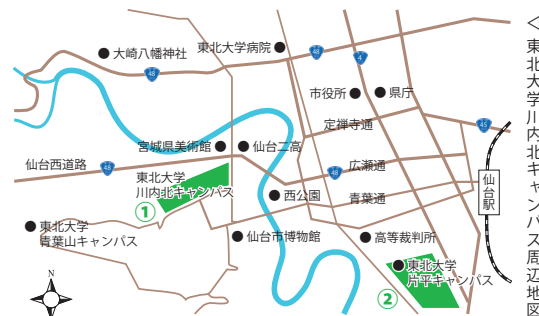 <東北大学川内北キャンパス周辺地図
大崎八幡神社
東北大学病院
48
48
4
市役所
県庁
定禅寺通
45
宮城県美術館
仙台二高
仙台西道路
48
広瀬通
48
東北大学
川内北キャンパス
①
西公園
青葉通
仙台駅
東北大学
青葉山キャンパス
仙台市博物館
高等裁判所
東北大学
片平キャンパス
②
N